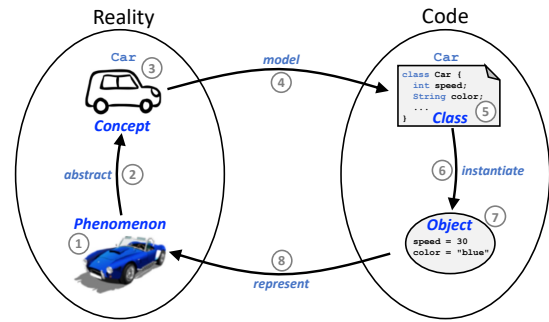 Reality
Code
Car
3
model
4
Car
class Car {
int speed;
String color;
...
}
5
Class
Concept
abstract
2
6
instantiate
Phenomenon
1
Object
7
speed = 30
color = "blue"
8
represent